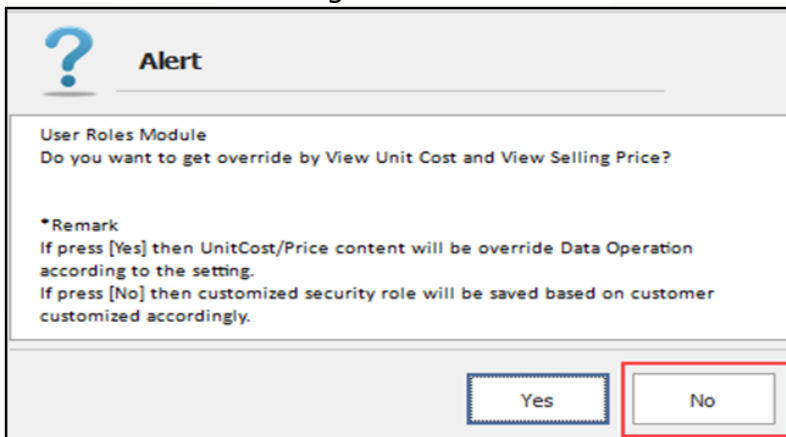 Alert
User Roles Module
Do you want to get override by View Unit Cost and View Selling Price?
*Remark
If press [Yes] then UnitCost/Price content will be override Data Operation
according to the setting.
If press [No] then customized security role will be saved based on customer
customized accordingly.
Yes
No